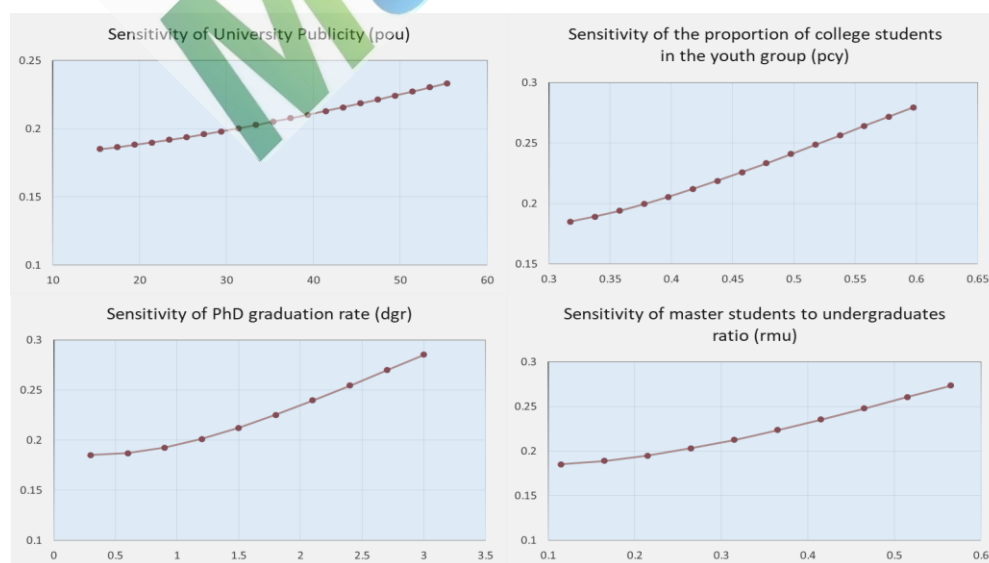 Sensitivity of University Publicity (pou)
0.25
0.2
0.15
0.1
10 20 30 40 50 60
Sensitivity of the proportion of college students
in the youth group (pcy)
0.3
0.25
0.2
0.15
0.3 0.35 0.4 0.45 0.5 0.55 0.6 0.65
Sensitivity of PhD graduation rate (dgr)
0.3
0.25
0.2
0.15
0.1
0 0.5 1 1.5 2 2.5 3 3.5
Sensitivity of master students to undergraduates
ratio (rmu)
0.3
0.25
0.2
0.15
0.1
0.1 0.2 0.3 0.4 0.5 0.6